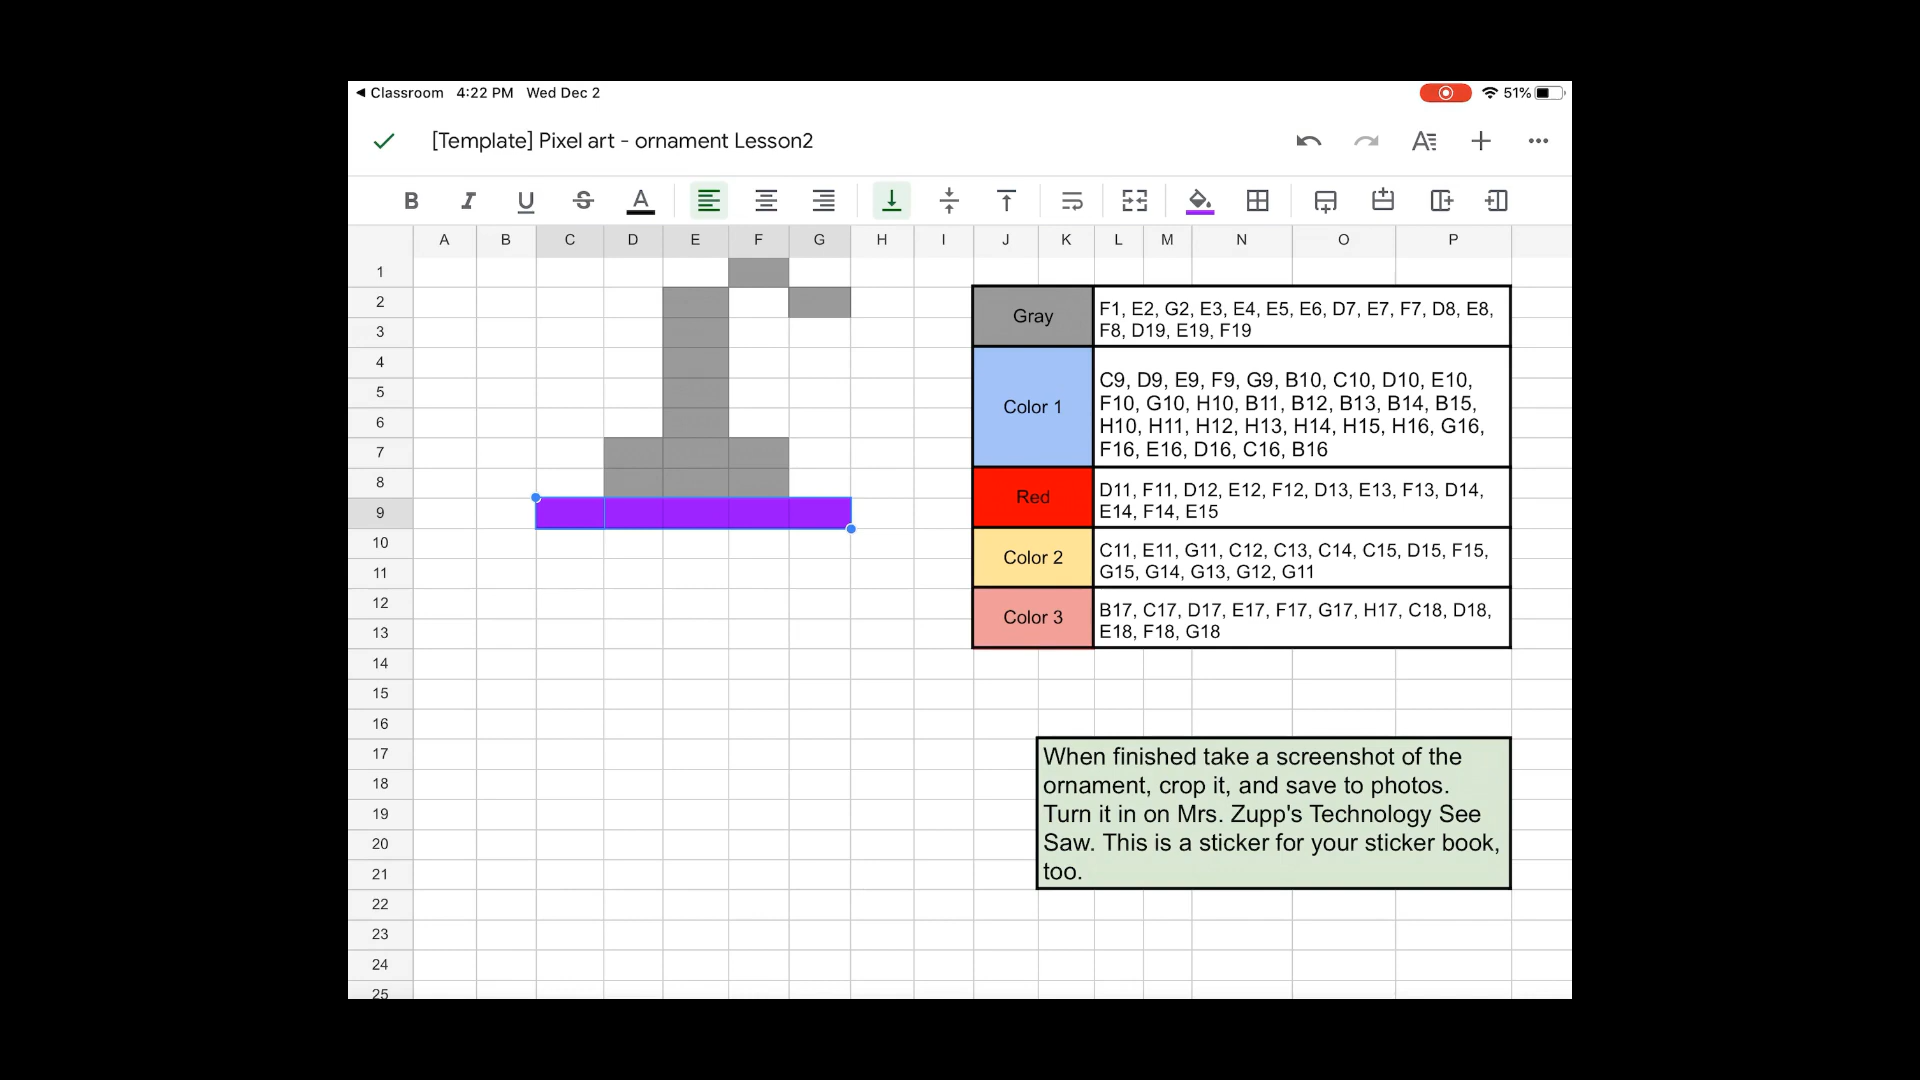 Classroom 4:22 PM Wed Dec 2 51%
[Template] Pixel art - ornament Lesson2
B I U S A
A B C D E F G H I J K L M N O P
1
2
3
4
5
6
7
8
9
10
11
12
13
14
15
16
17
18
19
20
21
22
23
24
25
Gray
F1, E2, G2, E3, E4, E5, E6, D7, E7, F7, D8, E8,
F8, D19, E19, F19
Color 1
C9, D9, E9, F9, G9, B10, C10, D10, E10,
F10, G10, H10, B11, B12, B13, B14, B15,
H10, H11, H12, H13, H14, H15, H16, G16,
F16, E16, D16, C16, B16
Red
D11, F11, D12, E12, F12, D13, E13, F13, D14,
E14, F14, E15
Color 2
C11, E11, G11, C12, C13, C14, C15, D15, F15,
G15, G14, G13, G12, G11
Color 3
B17, C17, D17, E17, F17, G17, H17, C18, D18,
E18, F18, G18
When finished take a screenshot of the
ornament, crop it, and save to photos.
Turn it in on Mrs. Zupp's Technology See
Saw. This is a sticker for your sticker book,
too.